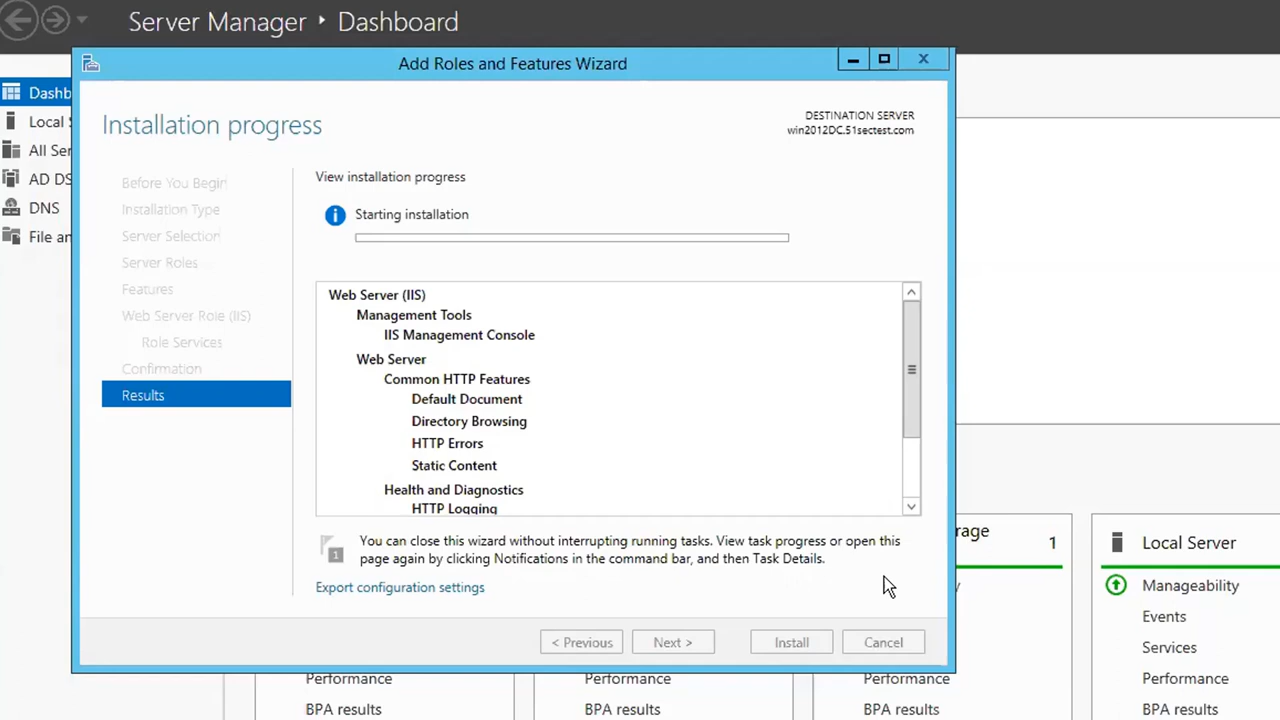 Server Manager ‣ Dashboard
Add Roles and Features Wizard
Installation progress
DESTINATION SERVER
win2012DC.51sectest.com
Dashb
Local S
All Ser
AD DS
DNS
File an
Before You Begin
Installation Type
Server Selection
Server Roles
Features
Web Server Role (IIS)
Role Services
Confirmation
Results
View installation progress
Starting installation
Web Server (IIS)
Management Tools
IIS Management Console
Web Server
Common HTTP Features
Default Document
Directory Browsing
HTTP Errors
Static Content
Health and Diagnostics
HTTP Logging
1
You can close this wizard without interrupting running tasks. View task progress or open this
page again by clicking Notifications in the command bar, and then Task Details.
Export configuration settings
< Previous
Next >
Install
Cancel
rage
1
y
Local Server
Manageability
Events
Services
Performance
BPA results
Performance
BPA results
Performance
BPA results
Performance
BPA results